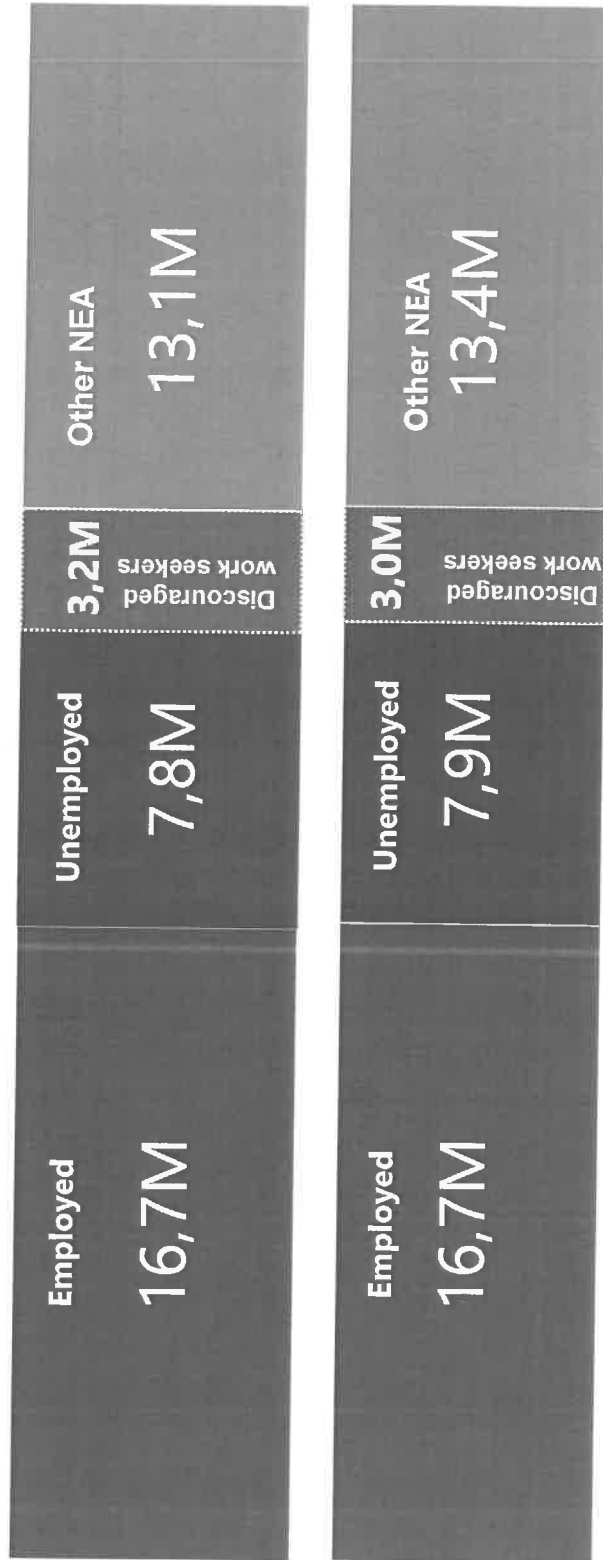 Employed
16,7M
Unemployed
7,8M
3,2M
Discouraged
work seekers
Other NEA
13,1M
Employed
16,7M
Unemployed
7,9M
3,0M
Discouraged
work seekers
Other NEA
13,4M